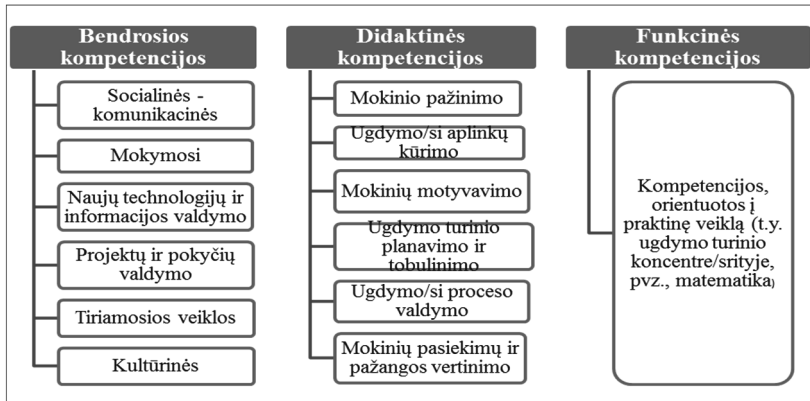 Bendrosios
kompetencijos
Socialinės -
komunikacinės
Mokymosi
Naujų technologijų ir
informacijos valdymo
Projektų ir pokyčių
valdymo
Tiriamosios veiklos
Kultūrinės
Didaktinės
kompetencijos
Mokinio pažinimo
Ugdymo/si aplinkų
kūrimo
Mokinių motyvavimo
Ugdymo turinio
planavimo ir
tobulinimo
Ugdymo/si proceso
valdymo
Mokinių pasiekimų ir
pažangos vertinimo
Funkcinės
kompetencijos
Kompetencijos,
orientuotos į
praktinę veiklą (t.y.
ugdymo turinio
koncentre/srityje,
pvz., matematika)